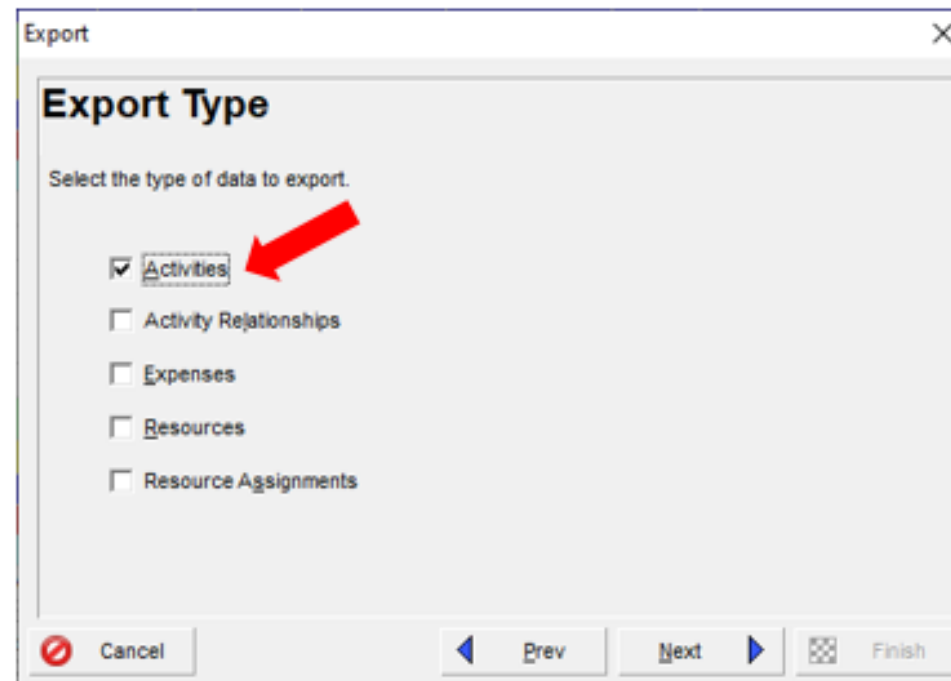 Export
Export Type
Select the type of data to export.
Activities
Activity Relationships
Expenses
Resources
Resource Assignments
Cancel
Prev
Next
Finish